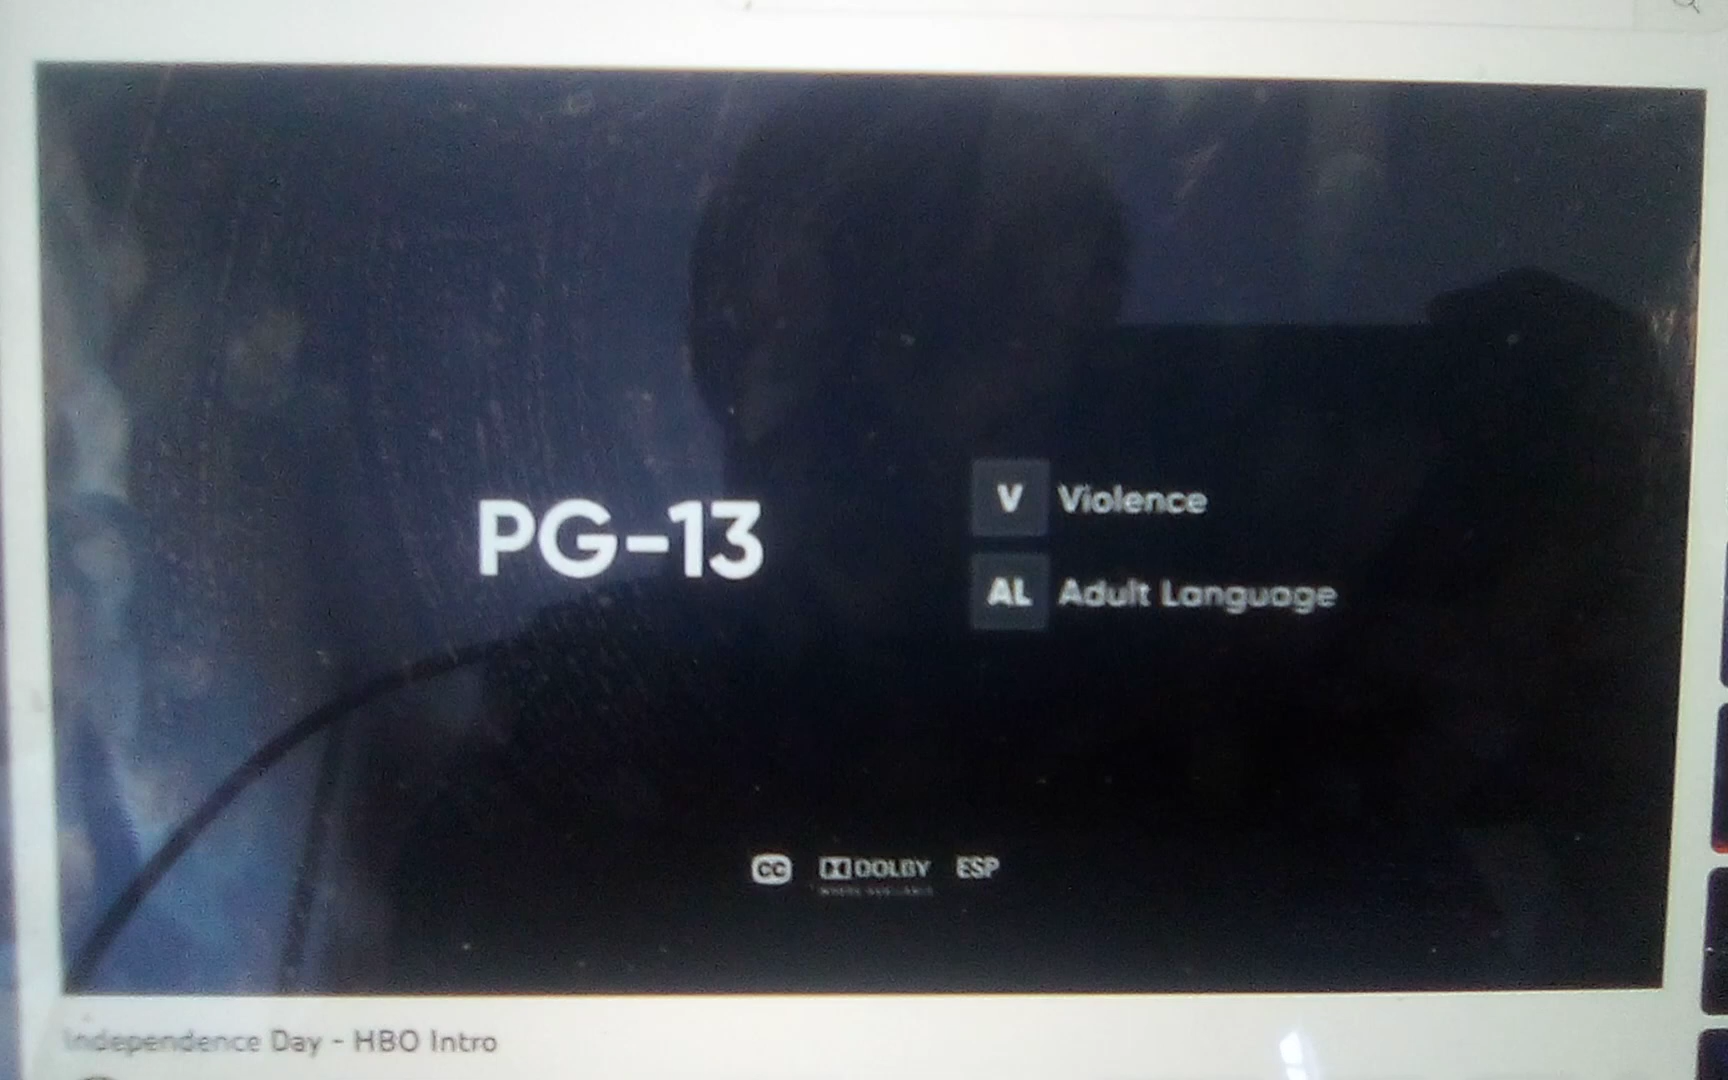 PG-13
V Violence
AL Adult Language
CC DOLBY ESP
Independence Day - HBO Intro